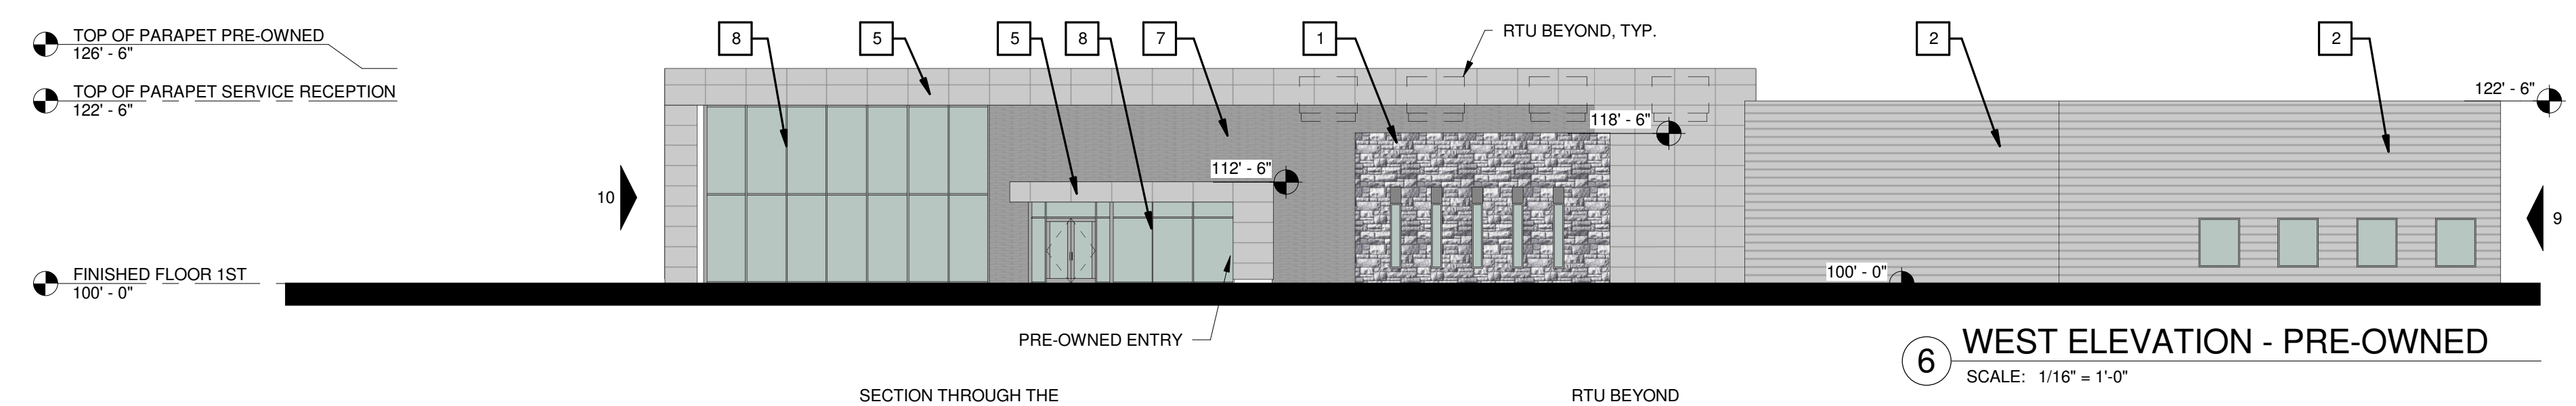 TOP OF PARAPET PRE-OWNED
126' - 6"
TOP OF PARAPET SERVICE RECEPTION
122' - 6"
FINISHED FLOOR 1ST
100' - 0"
8
5
5
8
7
1
RTU BEYOND, TYP.
2
2
122' - 6"
118' - 6"
112' - 6"
10
9
100' - 0"
PRE-OWNED ENTRY
6
WEST ELEVATION - PRE-OWNED
SCALE: 1/16" = 1'-0"
SECTION THROUGH THE
RTU BEYOND